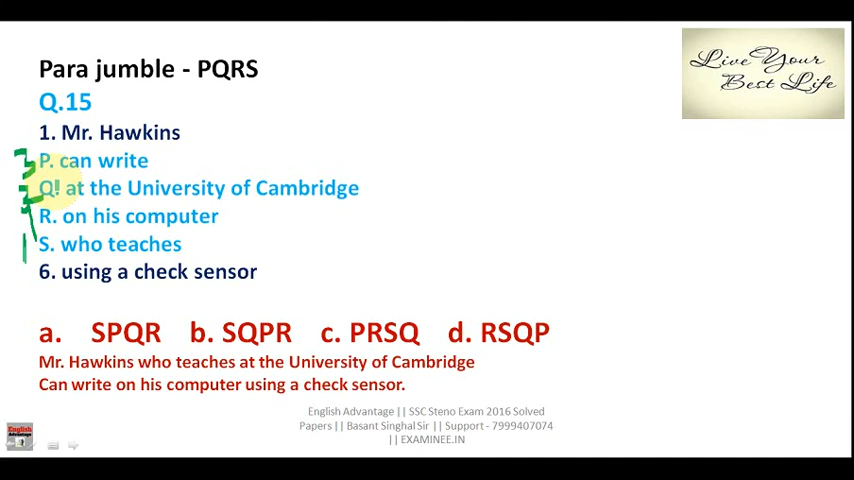 Live Your
Best Life
Para jumble - PQRS
Q.15
1. Mr. Hawkins
P. can write
Q. at the University of Cambridge
R. on his computer
S. who teaches
6. using a check sensor
a. SPQR b. SQPR c. PRSQ d. RSQP
Mr. Hawkins who teaches at the University of Cambridge
Can write on his computer using a check sensor.
English Advantage || SSC Steno Exam 2016 Solved
Papers || Basant Singhal Sir || Support - 7999407074
|| EXAMINEE.IN
English
Advantage